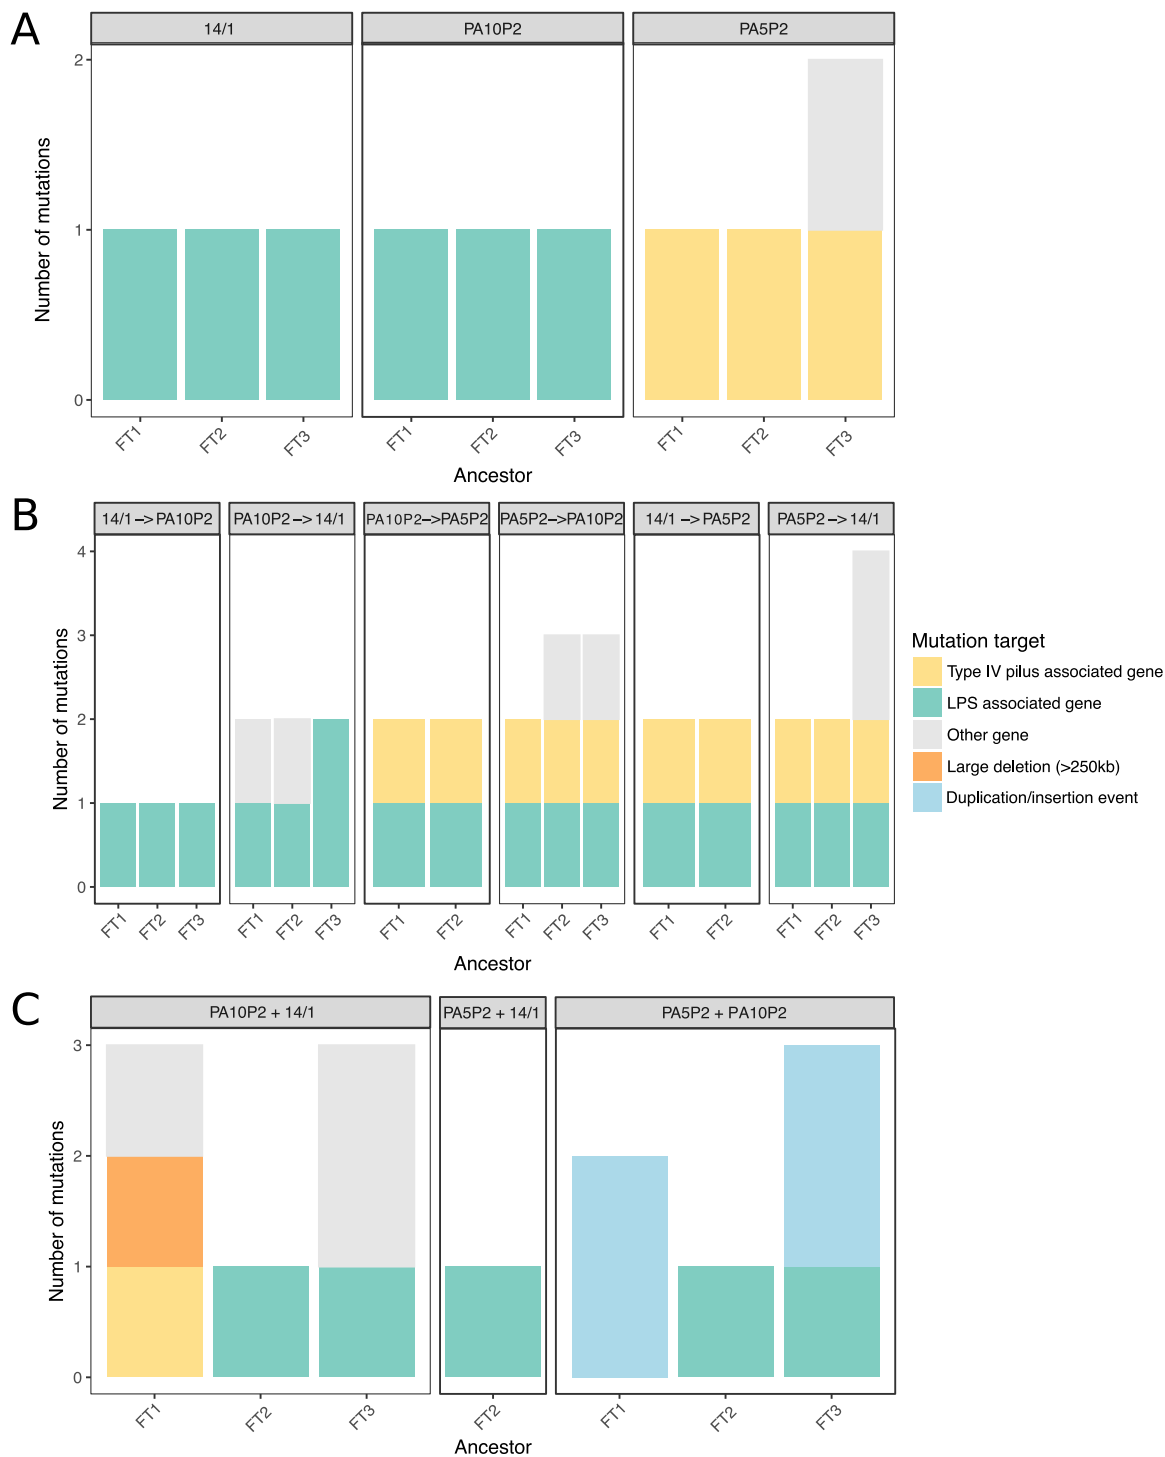 A
14/1
PA10P2
PA5P2
Number of mutations
2
1
0
FT1
FT2
FT3
FT1
FT2
FT3
FT1
FT2
FT3
Ancestor
B
14/1 –> PA10P2
PA10P2 –> 14/1
PA10P2–>PA5P2
PA5P2–>PA10P2
14/1 –> PA5P2
PA5P2 –> 14/1
Number of mutations
4
3
2
1
0
FT1
FT2
FT3
FT1
FT2
FT3
FT1
FT2
FT1
FT2
FT3
FT1
FT2
FT1
FT2
FT3
Ancestor
Mutation target
Type IV pilus associated gene
LPS associated gene
Other gene
Large deletion (>250kb)
Duplication/insertion event
C
PA10P2 + 14/1
PA5P2 + 14/1
PA5P2 + PA10P2
Number of mutations
3
2
1
0
FT1
FT2
FT3
FT2
FT1
FT2
FT3
Ancestor